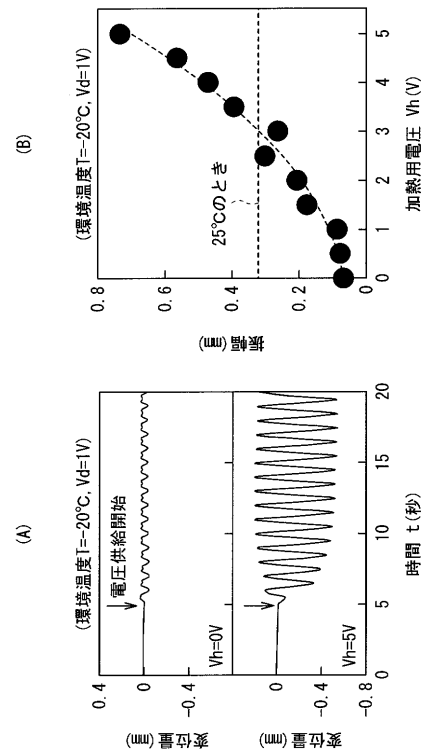 (A)
(環境温度T=-20℃, Vd=1V)
電圧供給開始
0.4
0
-0.4
変位量(mm)
Vh=0V
0
-0.4
-0.8
変位量(mm)
Vh=5V
0
5
10
15
20
時間 t(秒)
(B)
(環境温度T=-20℃, Vd=1V)
0.8
0.6
0.4
0.2
0
振幅(mm)
25℃のとき
0
1
2
3
4
5
加熱用電圧 Vh(V)